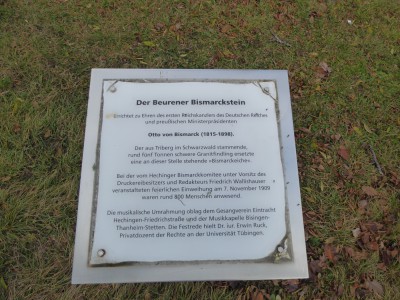 Der Beurener Bismarckstein
Errichtet zu Ehren des ersten Reichskanzlers des Deutschen Reiches
und preußischen Ministerpräsidenten
Otto von Bismarck (1815-1898).
Der aus Triberg im Schwarzwald stammende,
rund fünf Tonnen schwere Granitfindling ersetzte
eine an dieser Stelle stehende »Bismarckeiche«.
Bei der vom Hechinger Bismarckkomitee unter Vorsitz des
Druckereibesitzers und Redakteurs Friedrich Wallishauser
veranstalteten feierlichen Einweihung am 7. November 1908
waren rund 800 Menschen anwesend.
Die musikalische Umrahmung oblag dem Gesangverein Eintracht
Hechingen-Friedrichstraße und der Musikkapelle Bisingen-
Thanheim-Stetten. Die Festrede hielt Dr. iur. Erwin Ruck,
Privatdozent der Rechte an der Universität Tübingen.